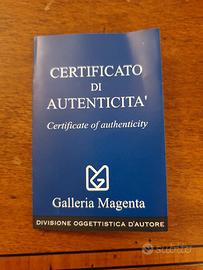 CERTIFICATO
DI
AUTENTICITA'
Certificate of authenticity
Galleria Magenta
DIVISIONE OGGETTISTICA D'AUTORE
subito